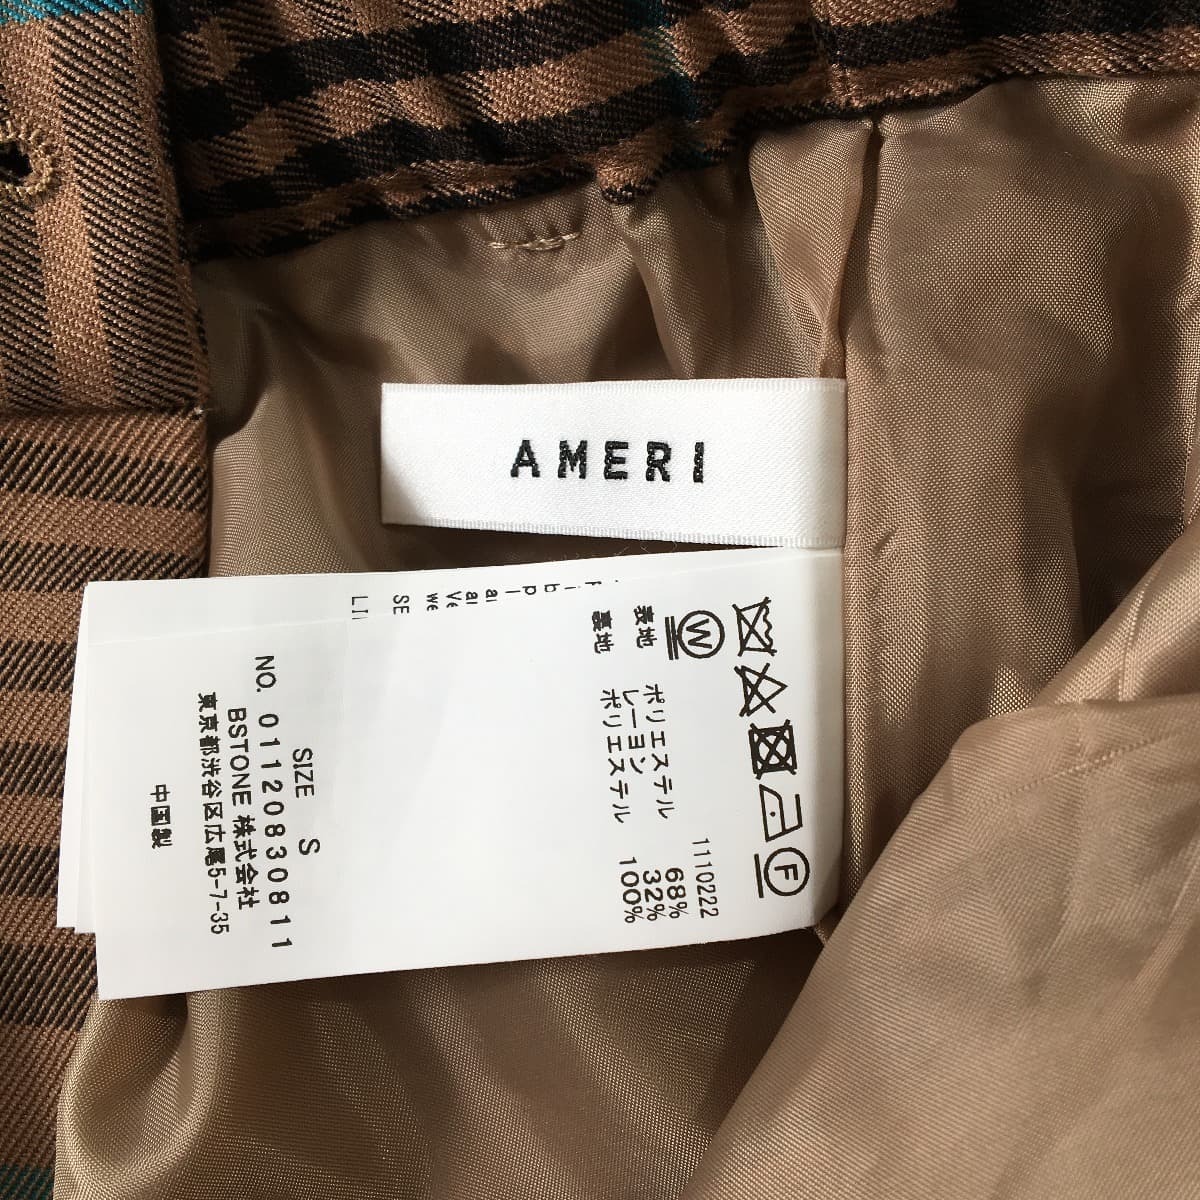 AMERI
1110222
表地 ポリエステル 68%
レーヨン 32%
裏地 ポリエステル 100%
SIZE S
NO. 01120830811
BSTONE 株式会社
東京都渋谷区広尾5-7-35
中国製
W
F